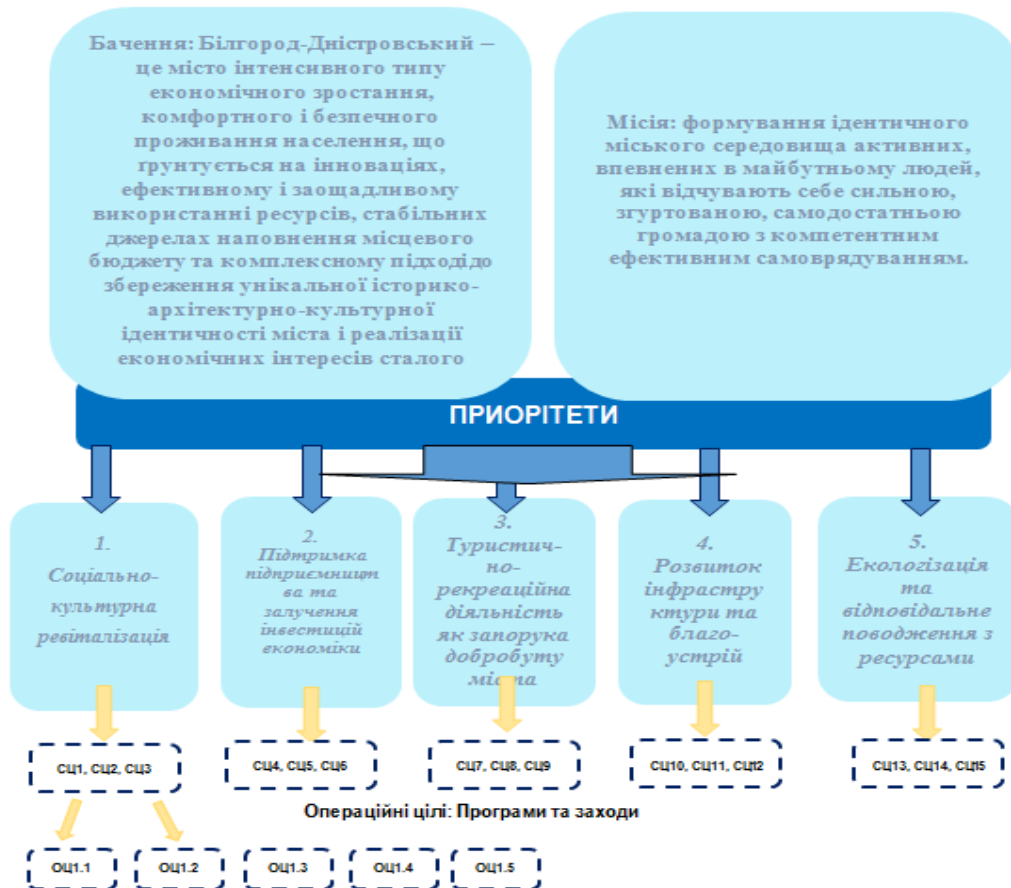 Бачення: Білгород-Дністровський –
це місто інтенсивного типу
економічного зростання,
комфортного і безпечного
проживання населення, що
ґрунтується на інноваціях,
ефективному і заощадливому
використанні ресурсів, стабільних
джерелах наповнення місцевого
бюджету та комплексному підходідо
збереження унікальної історико-
архітектурно-культурної
ідентичності міста і реалізації
економічних інтересів сталого
Місія: формування ідентичного
міського середовища активних,
впевнених в майбутньому людей,
які відчувають себе сильною,
згуртованою, самодостатньою
громадою з компетентним
ефективним самоврядуванням.
ПРИОРІТЕТИ
1.
Соціально-
культурна
ревіталізація
2.
Підтримка
підприємницт
ва та
залучення
інвестицій
економіки
3.
Туристич-
но-
рекреаційна
діяльність
як запорука
добробуту
міста
4.
Розвиток
інфрастру
ктури та
благо-
устрій
5.
Екологізація
та
відповідальне
поводження з
ресурсами
СЦ1, СЦ2, СЦ3
СЦ4, СЦ5, СЦ6
СЦ7, СЦ8, СЦ9
СЦ10, СЦ11, СЦ12
СЦ13, СЦ14, СЦ15
Операційні цілі: Програми та заходи
ОЦ1.1
ОЦ1.2
ОЦ1.3
ОЦ1.4
ОЦ1.5